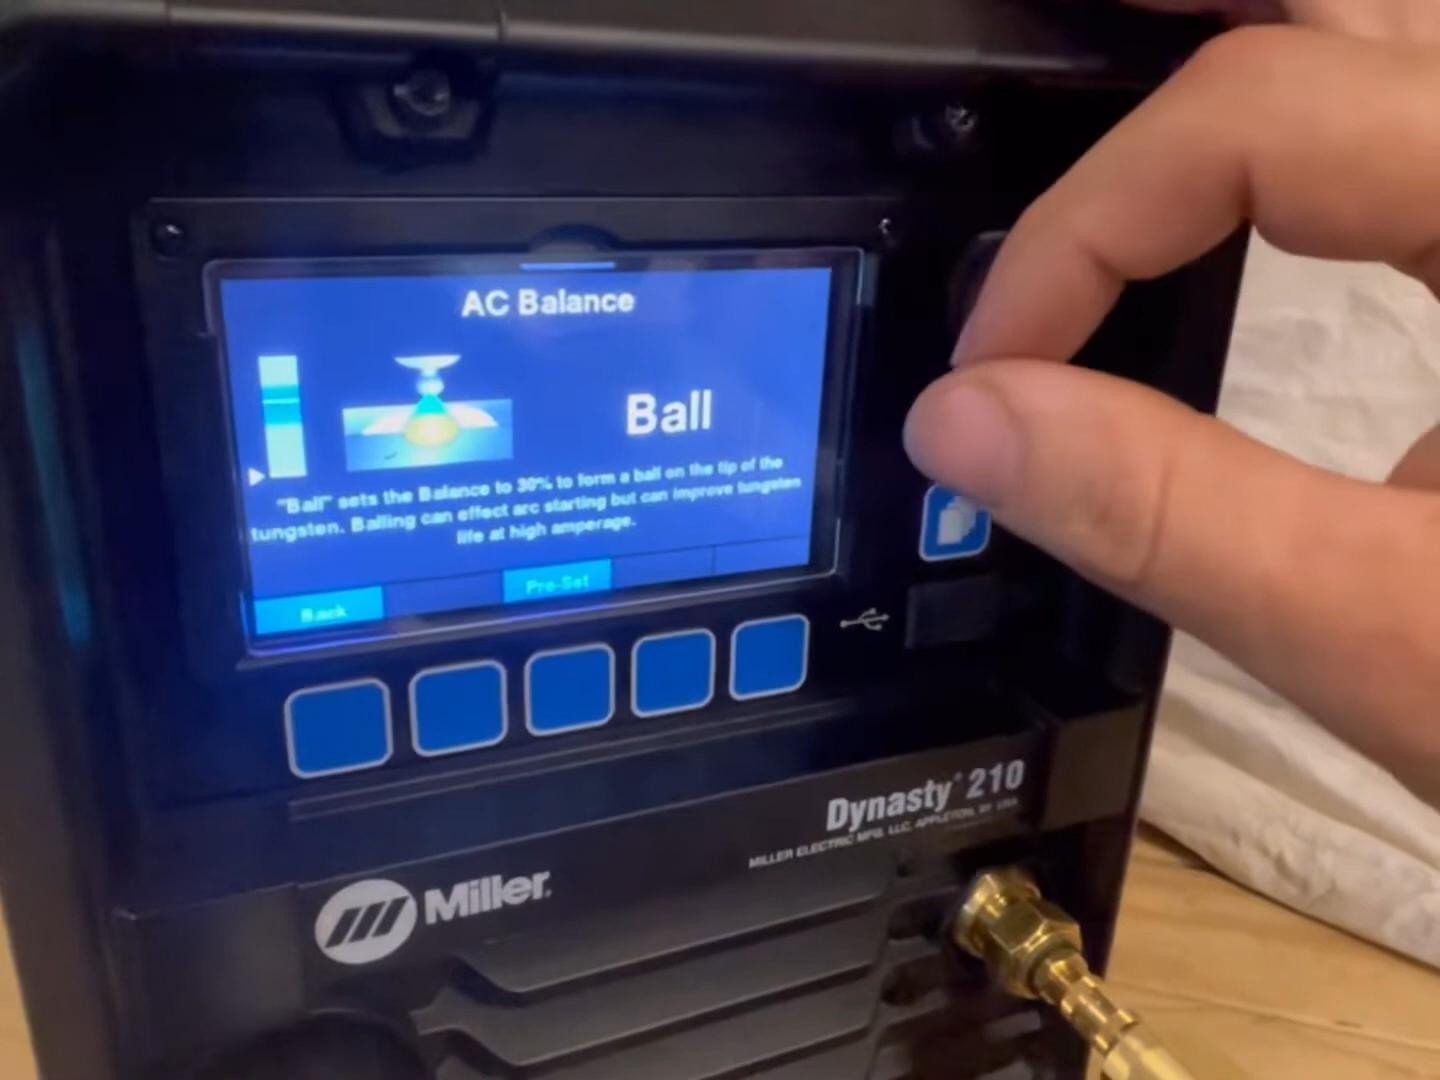 AC Balance
Ball
"Ball" sets the Balance to 30% to form a ball on the tip of the
tungsten. Balling can effect arc starting but can improve tungsten
life at high amperage.
Back
Pre-Set
Dynasty® 210
MILLER ELECTRIC MFG. LLC, APPLETON, WI USA
Miller®